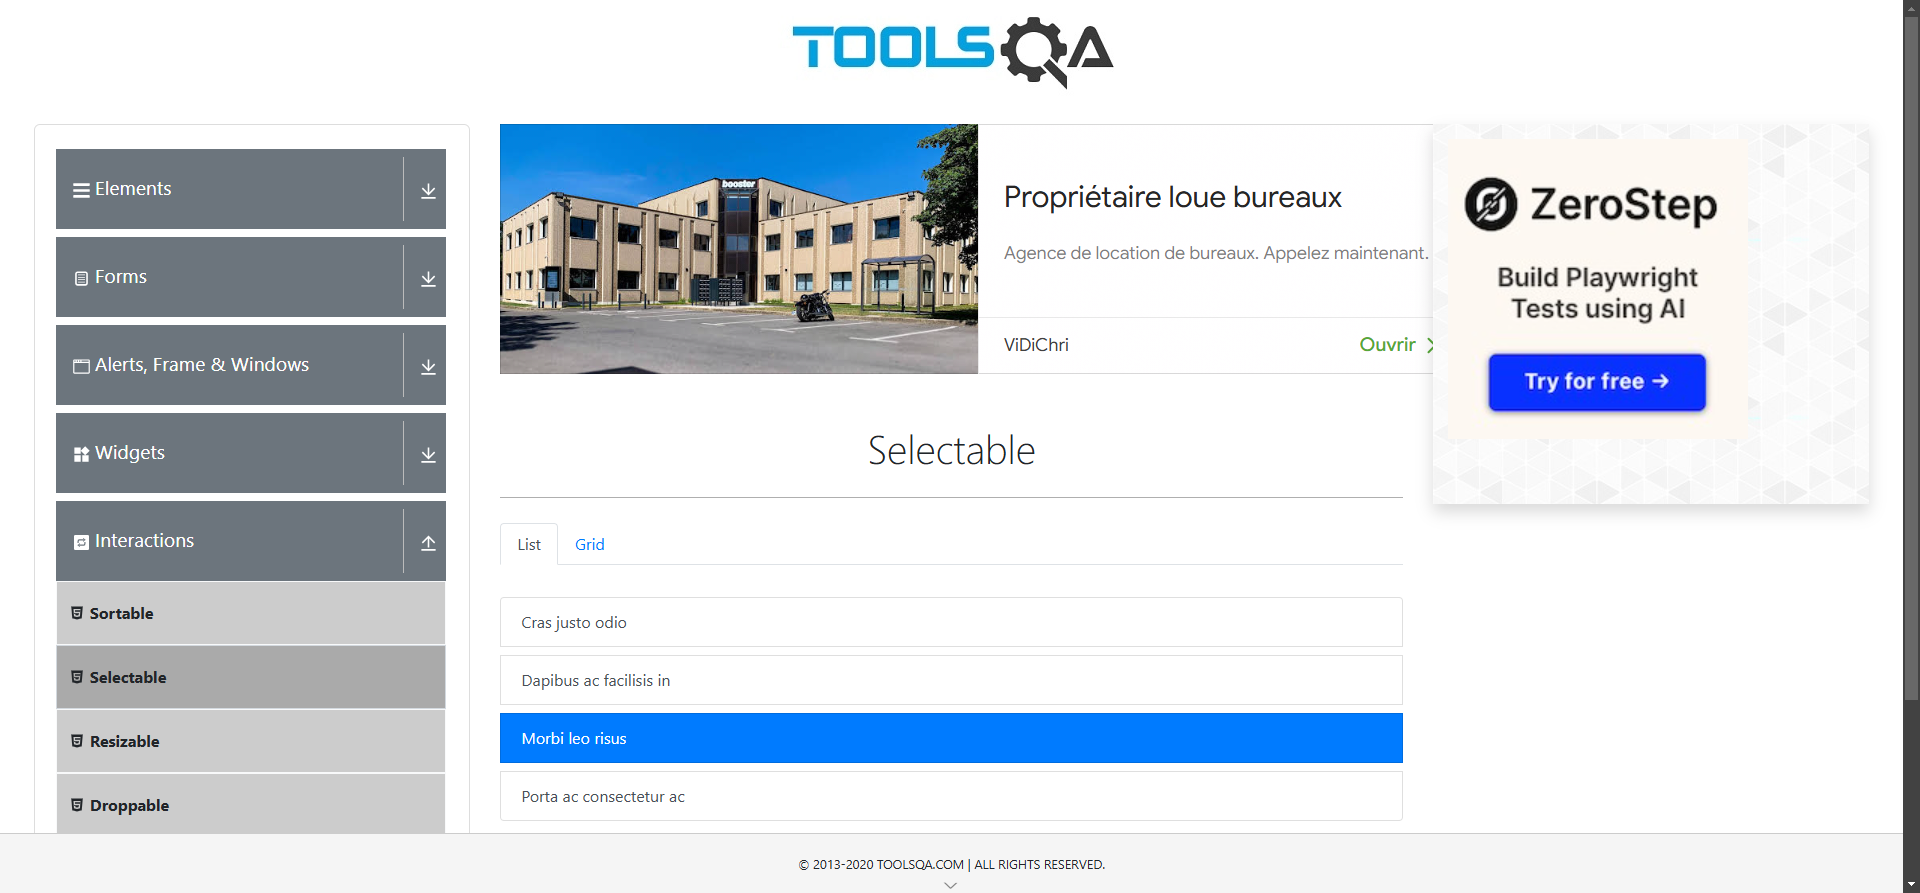 TOOLSQA
Elements
Forms
Alerts, Frame & Windows
Widgets
Interactions
Sortable
Selectable
Resizable
Droppable
booster
Propriétaire loue bureaux
Agence de location de bureaux. Appelez maintenant.
ViDiChri
Ouvrir
ZeroStep
Build Playwright
Tests using AI
Try for free →
Selectable
List
Grid
Cras justo odio
Dapibus ac facilisis in
Morbi leo risus
Porta ac consectetur ac
© 2013-2020 TOOLSQA.COM | ALL RIGHTS RESERVED.